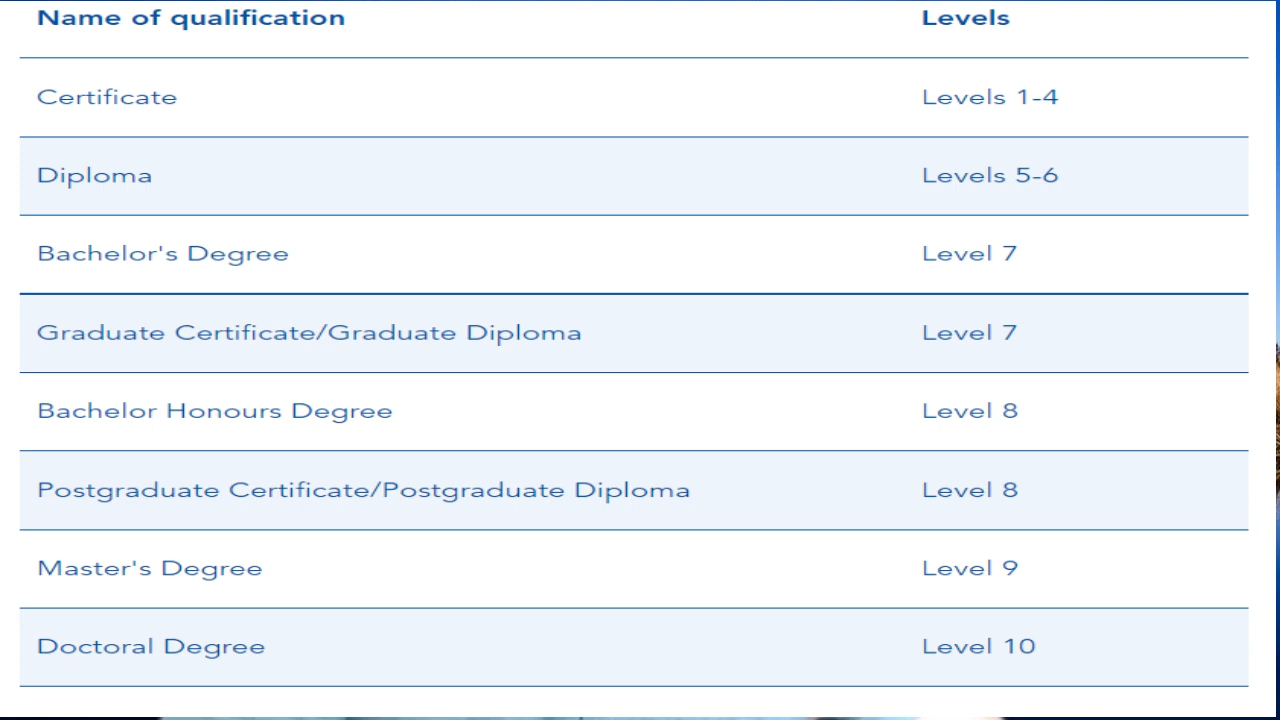 Name of qualification Levels
Certificate Levels 1-4
Diploma Levels 5-6
Bachelor's Degree Level 7
Graduate Certificate/Graduate Diploma Level 7
Bachelor Honours Degree Level 8
Postgraduate Certificate/Postgraduate Diploma Level 8
Master's Degree Level 9
Doctoral Degree Level 10